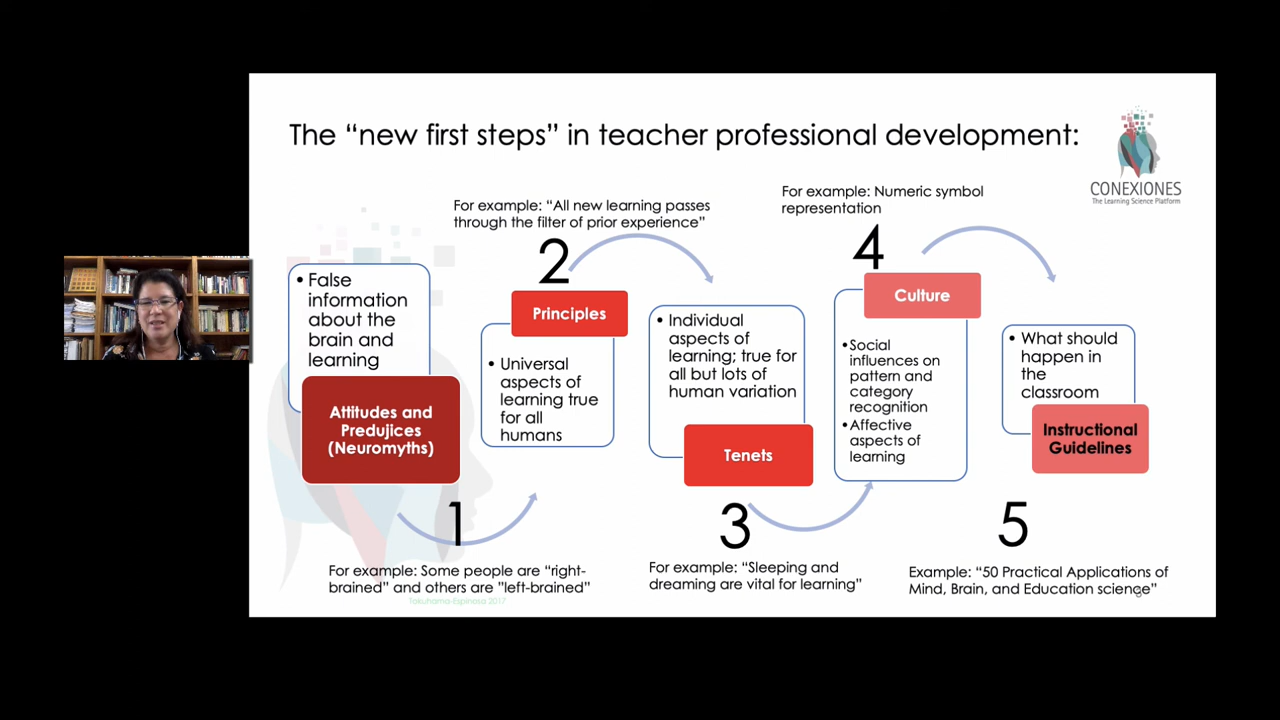 The “new first steps” in teacher professional development:
CONEXIONES
The Learning Science Platform
• False
information
about the
brain and
learning
Attitudes and
Predujices
(Neuromyths)
1
For example: Some people are “right-
brained” and others are “left-brained”
Tokuhama-Espinosa 2017
For example: “All new learning passes
through the filter of prior experience”
2
Principles
• Universal
aspects of
learning true
for all
humans
• Individual
aspects of
learning; true for
all but lots of
human variation
Tenets
3
For example: “Sleeping and
dreaming are vital for learning”
For example: Numeric symbol
representation
4
Culture
•Social
influences on
pattern and
category
recognition
•Affective
aspects of
learning
• What should
happen in
the
classroom
Instructional
Guidelines
5
Example: “50 Practical Applications of
Mind, Brain, and Education science”